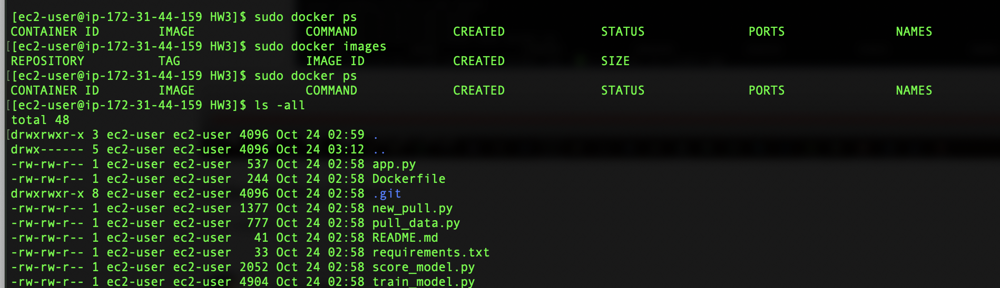 [ec2-user@ip-172-31-44-159 HW3]$ sudo docker ps
CONTAINER ID        IMAGE               COMMAND             CREATED             STATUS              PORTS               NAMES
[[ec2-user@ip-172-31-44-159 HW3]$ sudo docker images
REPOSITORY          TAG                 IMAGE ID            CREATED             SIZE
[[ec2-user@ip-172-31-44-159 HW3]$ sudo docker ps
CONTAINER ID        IMAGE               COMMAND             CREATED             STATUS              PORTS               NAMES
[[ec2-user@ip-172-31-44-159 HW3]$ ls -all
total 48
[drwxrwxr-x 3 ec2-user ec2-user 4096 Oct 24 02:59 .
drwx------ 5 ec2-user ec2-user 4096 Oct 24 03:12 ..
-rw-rw-r-- 1 ec2-user ec2-user  537 Oct 24 02:58 app.py
-rw-rw-r-- 1 ec2-user ec2-user  244 Oct 24 02:58 Dockerfile
drwxrwxr-x 8 ec2-user ec2-user 4096 Oct 24 02:58 .git
-rw-rw-r-- 1 ec2-user ec2-user 1377 Oct 24 02:58 new_pull.py
-rw-rw-r-- 1 ec2-user ec2-user  777 Oct 24 02:58 pull_data.py
-rw-rw-r-- 1 ec2-user ec2-user   41 Oct 24 02:58 README.md
-rw-rw-r-- 1 ec2-user ec2-user   33 Oct 24 02:58 requirements.txt
-rw-rw-r-- 1 ec2-user ec2-user 2052 Oct 24 02:58 score_model.py
-rw-rw-r-- 1 ec2-user ec2-user 4904 Oct 24 02:58 train_model.py